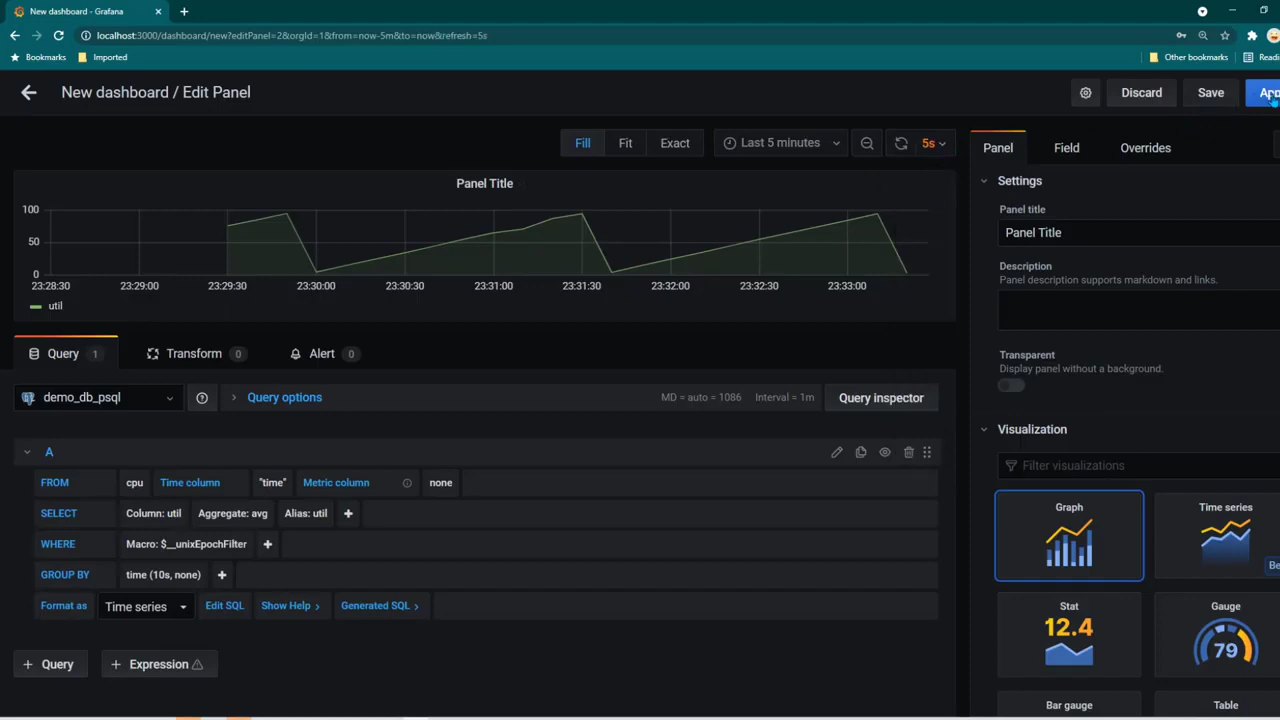 New dashboard - Grafana
localhost:3000/dashboard/new?editPanel=2&orgId=1&from=now-5m&to=now&refresh=5s
Bookmarks Imported Other bookmarks Readi
New dashboard / Edit Panel Discard Save App
Fill Fit Exact Last 5 minutes 5s
Panel Title
100
50
0
23:28:30 23:29:00 23:29:30 23:30:00 23:30:30 23:31:00 23:31:30 23:32:00 23:32:30 23:33:00
util
Query 1 Transform 0 Alert 0
demo_db_psql Query options MD = auto = 1086 Interval = 1m Query inspector
A
FROM cpu Time column "time" Metric column none
SELECT Column: util Aggregate: avg Alias: util +
WHERE Macro: $__unixEpochFilter +
GROUP BY time (10s, none) +
Format as Time series Edit SQL Show Help > Generated SQL >
+ Query + Expression
Panel Field Overrides
Settings
Panel title
Panel Title
Description
Panel description supports markdown and links.
Transparent
Display panel without a background.
Visualization
Filter visualizations
Graph Time series
Be
Stat Gauge
12.4 79
Bar gauge Table